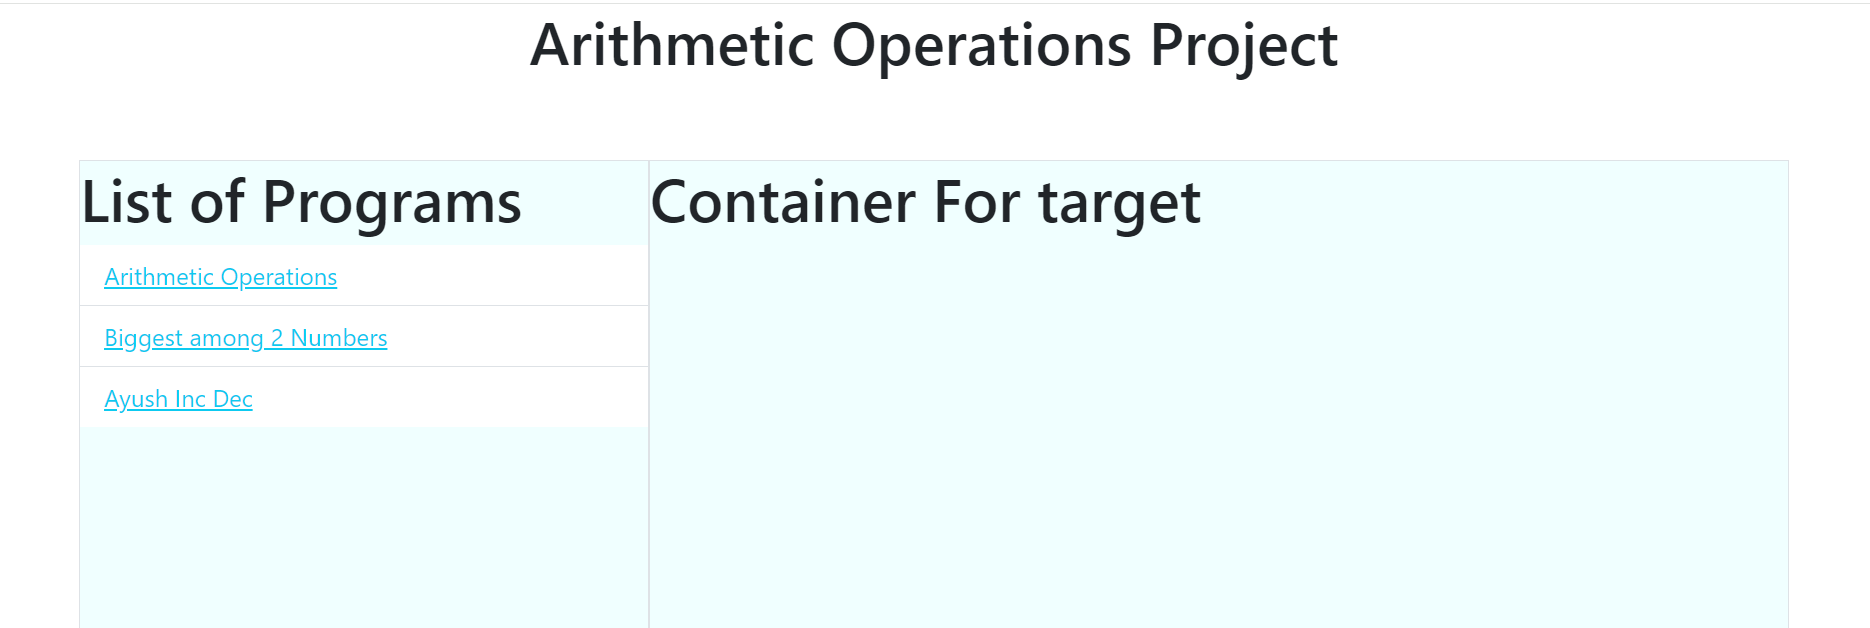 Arithmetic Operations Project
List of Programs
Arithmetic Operations
Biggest among 2 Numbers
Ayush Inc Dec
Container For target